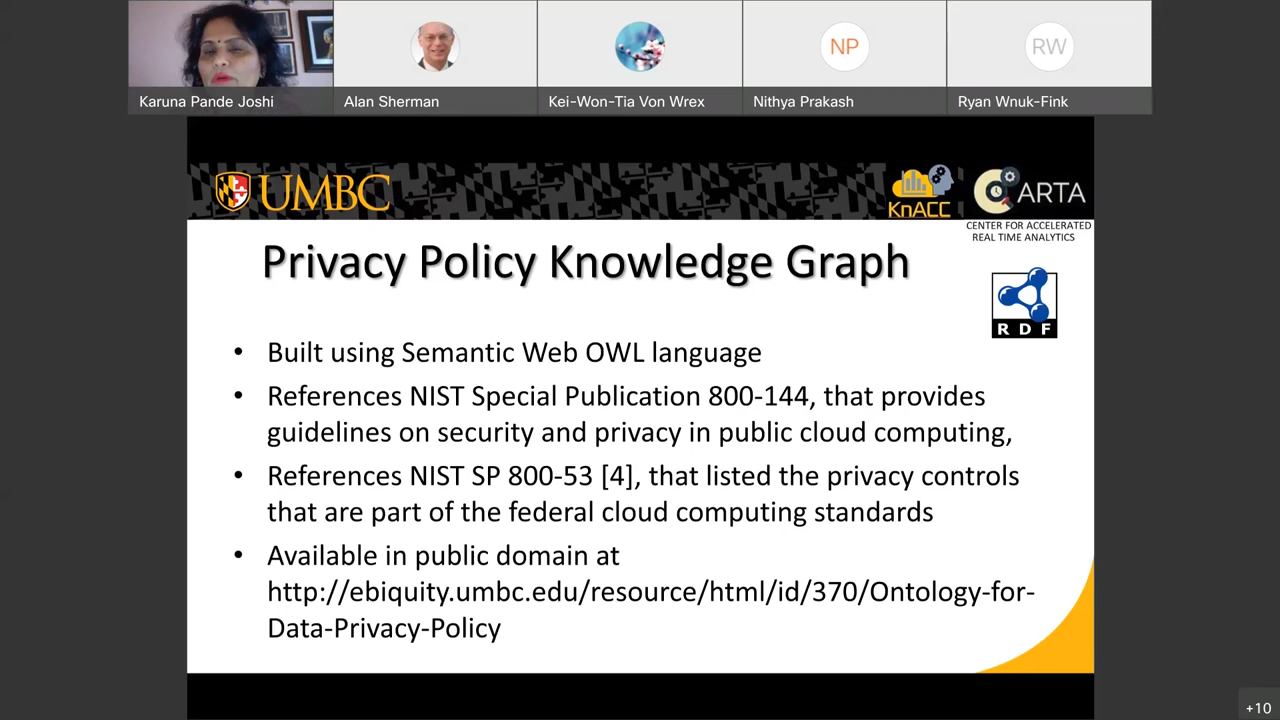 Karuna Pande Joshi
Alan Sherman
Kei-Won-Tia Von Wrex
NP
Nithya Prakash
RW
Ryan Wnuk-Fink
UMBC
KnACC
CARTA
CENTER FOR ACCELERATED
REAL TIME ANALYTICS
Privacy Policy Knowledge Graph
RDF
• Built using Semantic Web OWL language
• References NIST Special Publication 800-144, that provides
guidelines on security and privacy in public cloud computing,
• References NIST SP 800-53 [4], that listed the privacy controls
that are part of the federal cloud computing standards
• Available in public domain at
http://ebiquity.umbc.edu/resource/html/id/370/Ontology-for-
Data-Privacy-Policy
+10